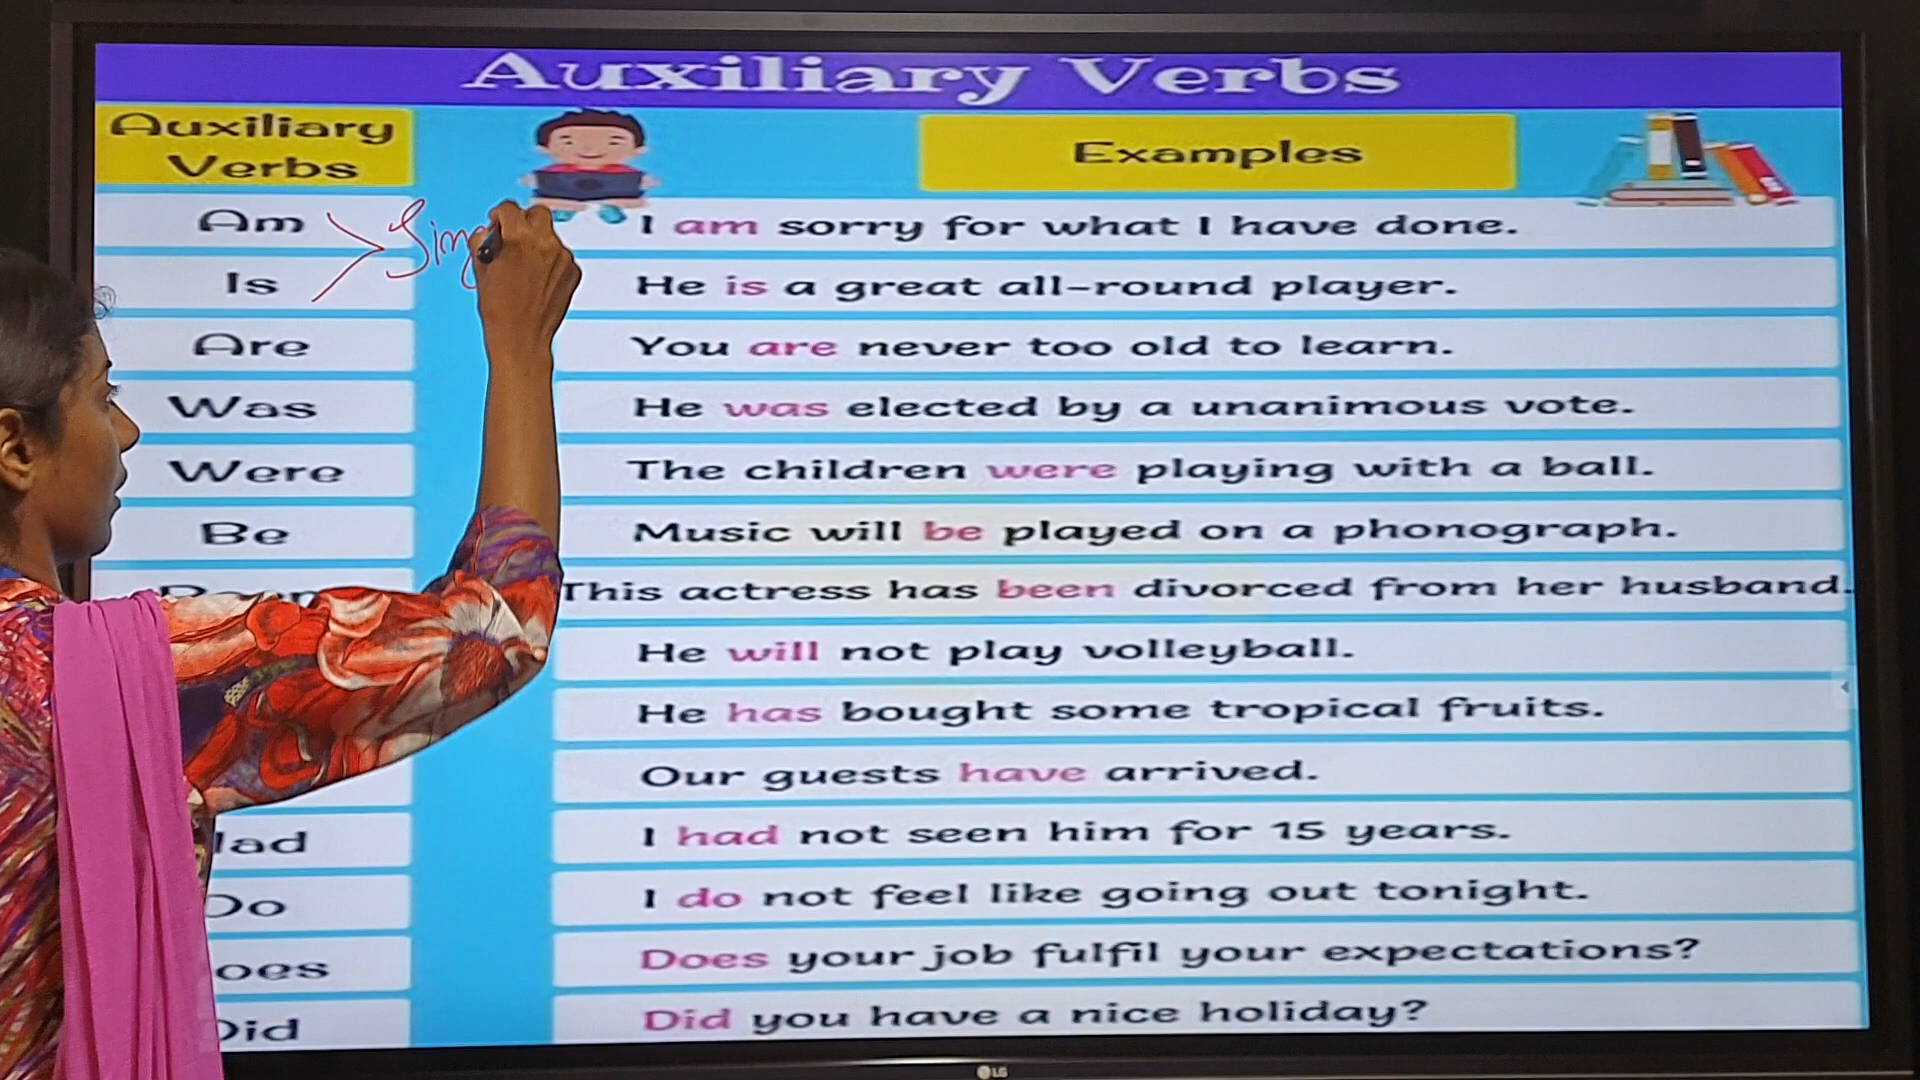 Auxiliary Verbs
Auxiliary
Verbs
Examples
Am
Sing
I am sorry for what I have done.
Is
He is a great all-round player.
Are
You are never too old to learn.
Was
He was elected by a unanimous vote.
Were
The children were playing with a ball.
Be
Music will be played on a phonograph.
This actress has been divorced from her husband.
He will not play volleyball.
He has bought some tropical fruits.
Our guests have arrived.
Had
I had not seen him for 15 years.
Do
I do not feel like going out tonight.
Does
Does your job fulfil your expectations?
Did
Did you have a nice holiday?
LG